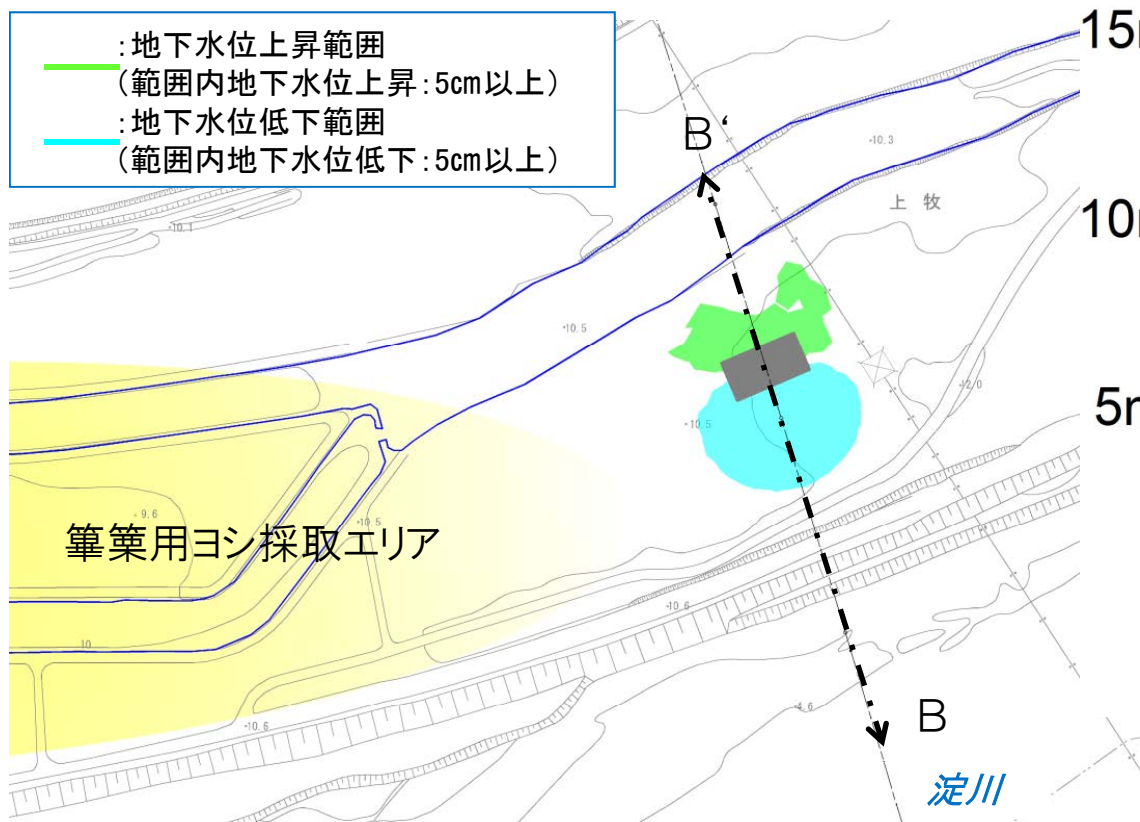 :地下水位上昇範囲
(範囲内地下水位上昇:5㎝以上)
:地下水位低下範囲
(範囲内地下水位低下:5㎝以上)
15m
B‘
10.3
上牧
10.1
10m
10.5
12.0
5m
10.5
9.6
10.5
篳篥用ヨシ採取エリア
10.6
10
B
4.6
10.6
淀川